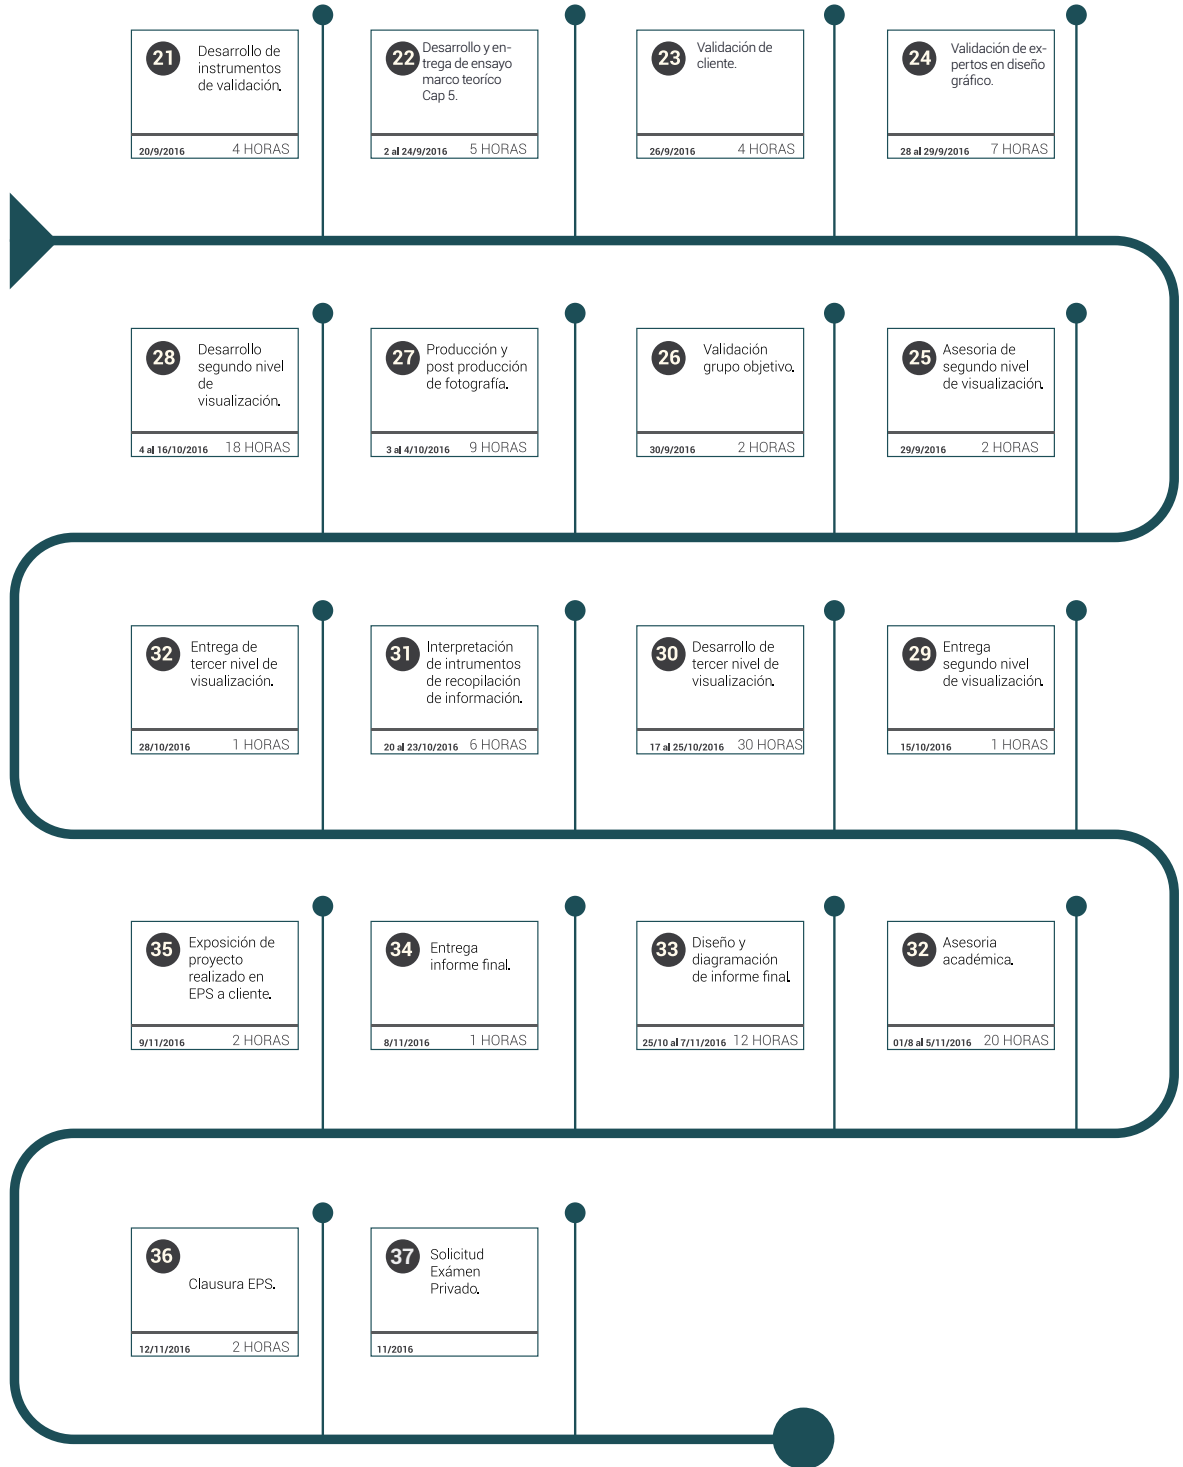 21
Desarrollo de
instrumentos
de validación.
20/9/2016 4 HORAS
22
Desarrollo y en-
trega de ensayo
marco teoríco
Cap 5.
2 al 24/9/2016 5 HORAS
23
Validación de
cliente.
26/9/2016 4 HORAS
24
Validación de ex-
pertos en diseño
gráfico.
28 al 29/9/2016 7 HORAS
28
Desarrollo
segundo nivel
de
visualización.
4 al 16/10/2016 18 HORAS
27
Producción y
post producción
de fotografía.
3 al 4/10/2016 9 HORAS
26
Validación
grupo objetivo.
30/9/2016 2 HORAS
25
Asesoria de
segundo nivel
de visualización.
29/9/2016 2 HORAS
32
Entrega de
tercer nivel de
visualización.
28/10/2016 1 HORAS
31
Interpretación
de intrumentos
de recopilación
de información.
20 al 23/10/2016 6 HORAS
30
Desarrollo de
tercer nivel de
visualización.
17 al 25/10/2016 30 HORAS
29
Entrega
segundo nivel
de visualización.
15/10/2016 1 HORAS
35
Exposición de
proyecto
realizado en
EPS a cliente.
9/11/2016 2 HORAS
34
Entrega
informe final.
8/11/2016 1 HORAS
33
Diseño y
diagramación
de informe final.
25/10 al 7/11/2016 12 HORAS
32
Asesoria
académica.
01/8 al 5/11/2016 20 HORAS
36
Clausura EPS.
12/11/2016 2 HORAS
37
Solicitud
Exámen
Privado.
11/2016